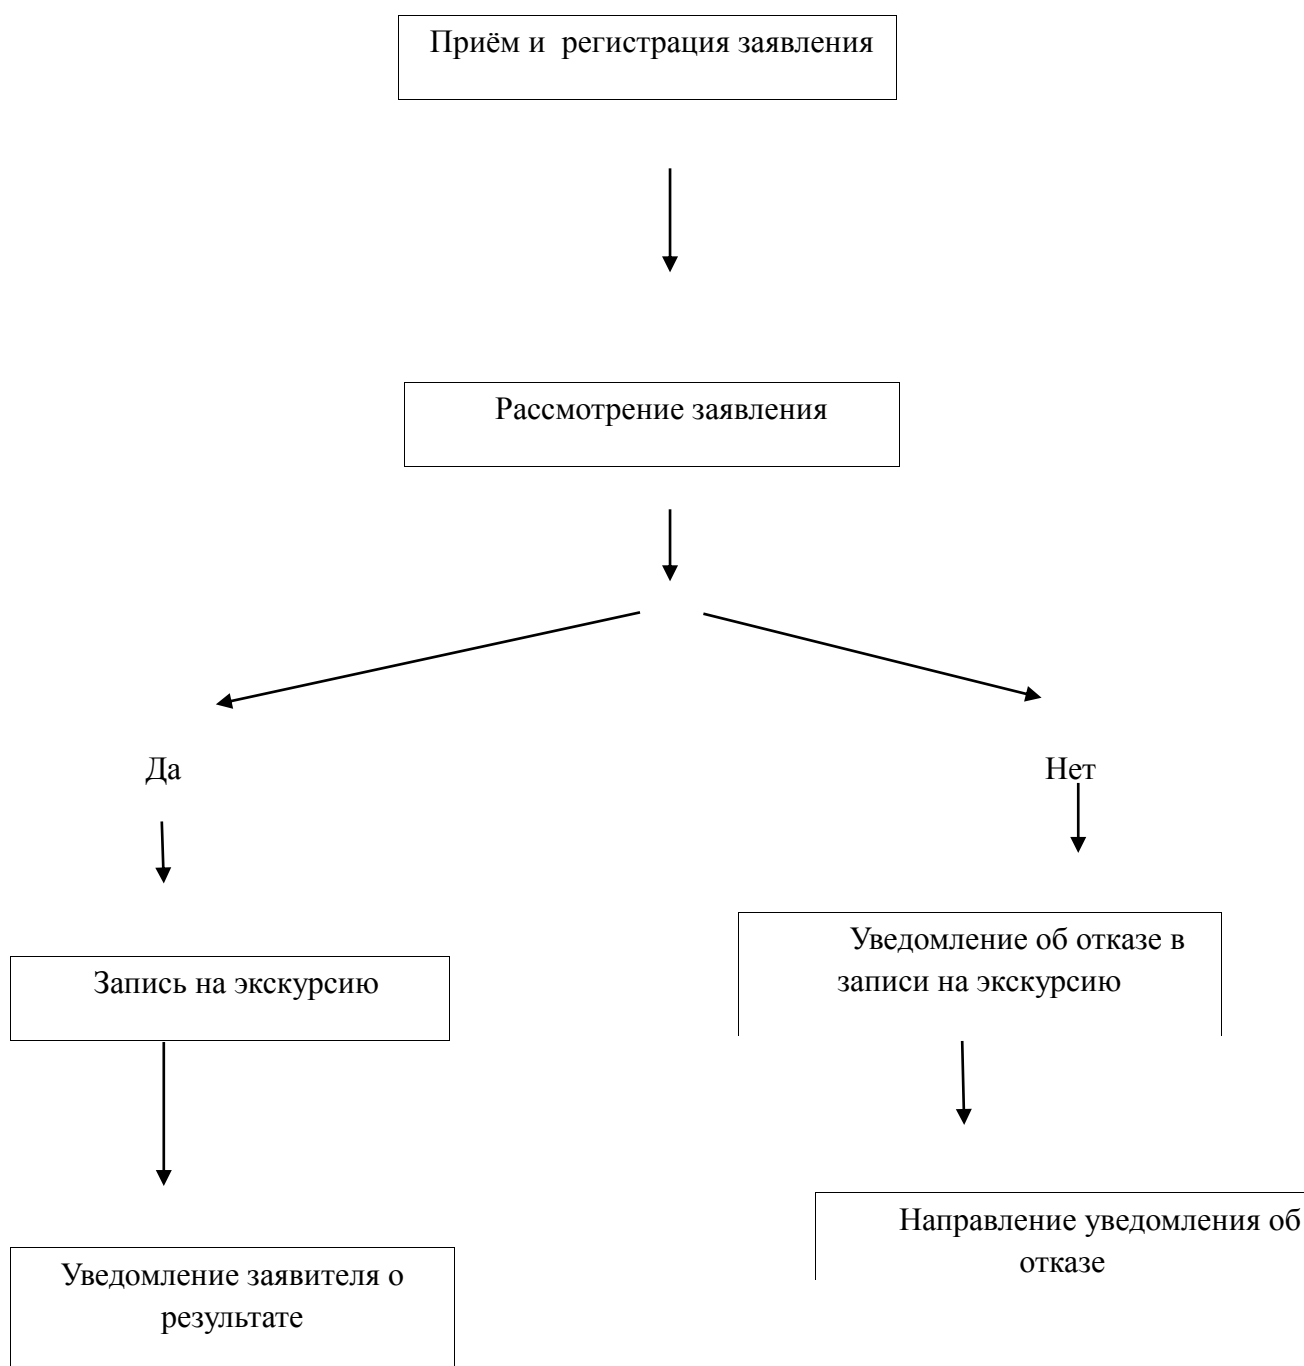 Приём и  регистрация заявления
Рассмотрение заявления
Да
Нет
Уведомление об отказе в
записи на экскурсию
Запись на экскурсию
Направление уведомления об
отказе
Уведомление заявителя о
результате